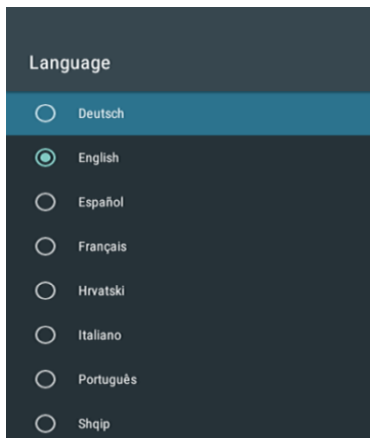 Language
Deutsch
English
Español
Français
Hrvatski
Italiano
Português
Shqip